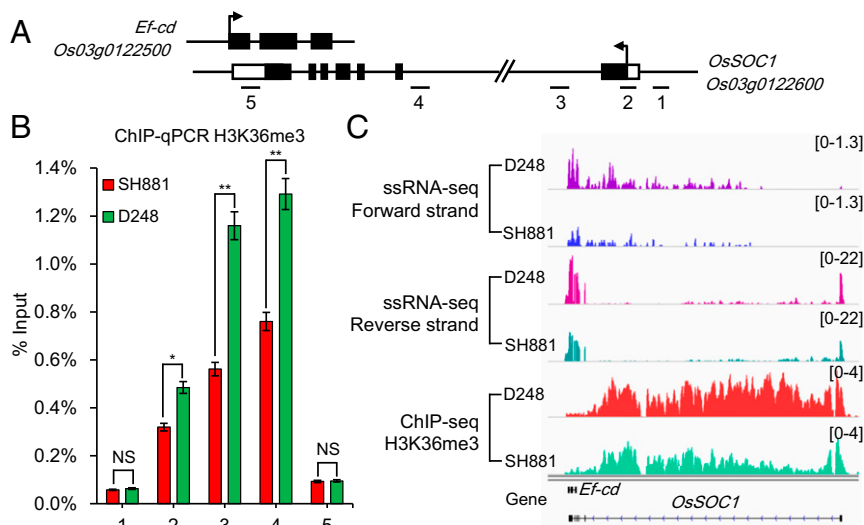 A
Ef-cd
Os03g0122500
OsSOC1
Os03g0122600
5
4
3
2
1
B
ChIP-qPCR H3K36me3
SH881
D248
% Input
1.4%
1.2%
1.0%
0.8%
0.6%
0.4%
0.2%
0.0%
NS
*
**
**
NS
1
2
3
4
5
C
ssRNA-seq
Forward strand
D248
[0-1.3]
SH881
[0-1.3]
ssRNA-seq
Reverse strand
D248
[0-22]
SH881
[0-22]
ChIP-seq
H3K36me3
D248
[0-4]
SH881
[0-4]
Gene
Ef-cd
OsSOC1